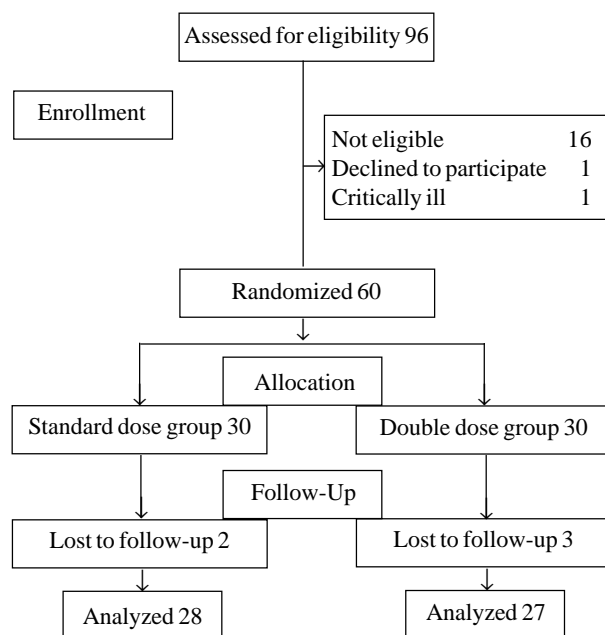 Assessed for eligibility 96
Enrollment
Not eligible 16
Declined to participate 1
Critically ill 1
Randomized 60
Allocation
Standard dose group 30
Double dose group 30
Follow-Up
Lost to follow-up 2
Lost to follow-up 3
Analyzed 28
Analyzed 27